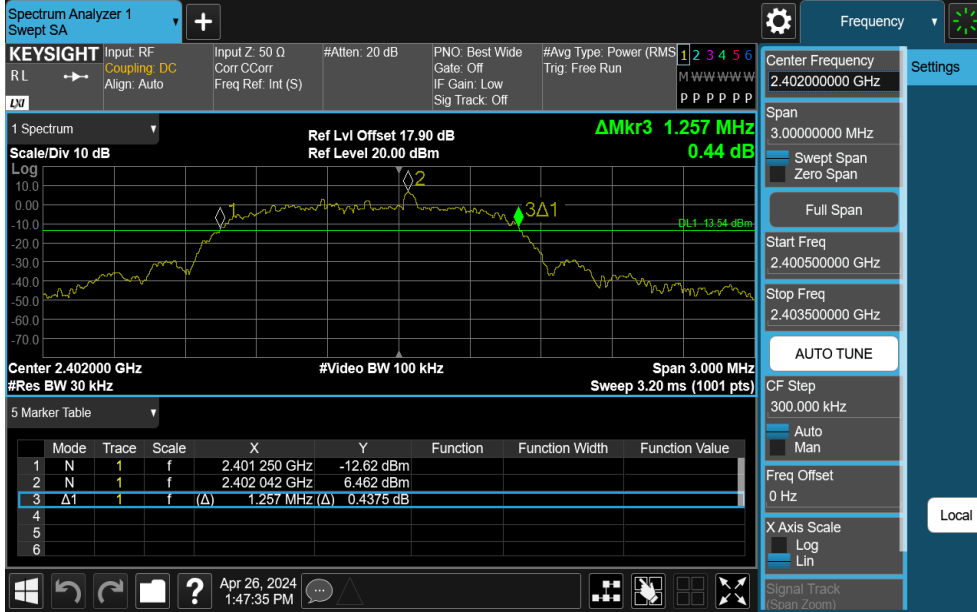 Spectrum Analyzer 1
Swept SA
+
Frequency
KEYSIGHT
R L
LXI
Input: RF
Coupling: DC
Align: Auto
Input Z: 50 Ω
Corr CCorr
Freq Ref: Int (S)
#Atten: 20 dB
PNO: Best Wide
Gate: Off
IF Gain: Low
Sig Track: Off
#Avg Type: Power (RMS
Trig: Free Run
1 2 3 4 5 6
M W W W W W
P P P P P P
1 Spectrum
Scale/Div 10 dB
Ref Lvl Offset 17.90 dB
Ref Level 20.00 dBm
ΔMkr3 1.257 MHz
0.44 dB
Log
10.0
0.00
-10.0
-20.0
-30.0
-40.0
-50.0
-60.0
-70.0
1
2
3Δ1
DL1 -13.54 dBm
Center 2.402000 GHz
#Video BW 100 kHz
Span 3.000 MHz
#Res BW 30 kHz
Sweep 3.20 ms (1001 pts)
5 Marker Table
Mode Trace Scale X Y Function Function Width Function Value
1 N 1 f 2.401 250 GHz -12.62 dBm
2 N 1 f 2.402 042 GHz 6.462 dBm
3 Δ1 1 f (Δ) 1.257 MHz (Δ) 0.4375 dB
4
5
6
?
Apr 26, 2024
1:47:35 PM
Center Frequency
2.402000000 GHz
Span
3.00000000 MHz
Swept Span
Zero Span
Full Span
Start Freq
2.400500000 GHz
Stop Freq
2.403500000 GHz
AUTO TUNE
CF Step
300.000 kHz
Auto
Man
Freq Offset
0 Hz
X Axis Scale
Log
Lin
Signal Track
(Span Zoom)
Settings
Local